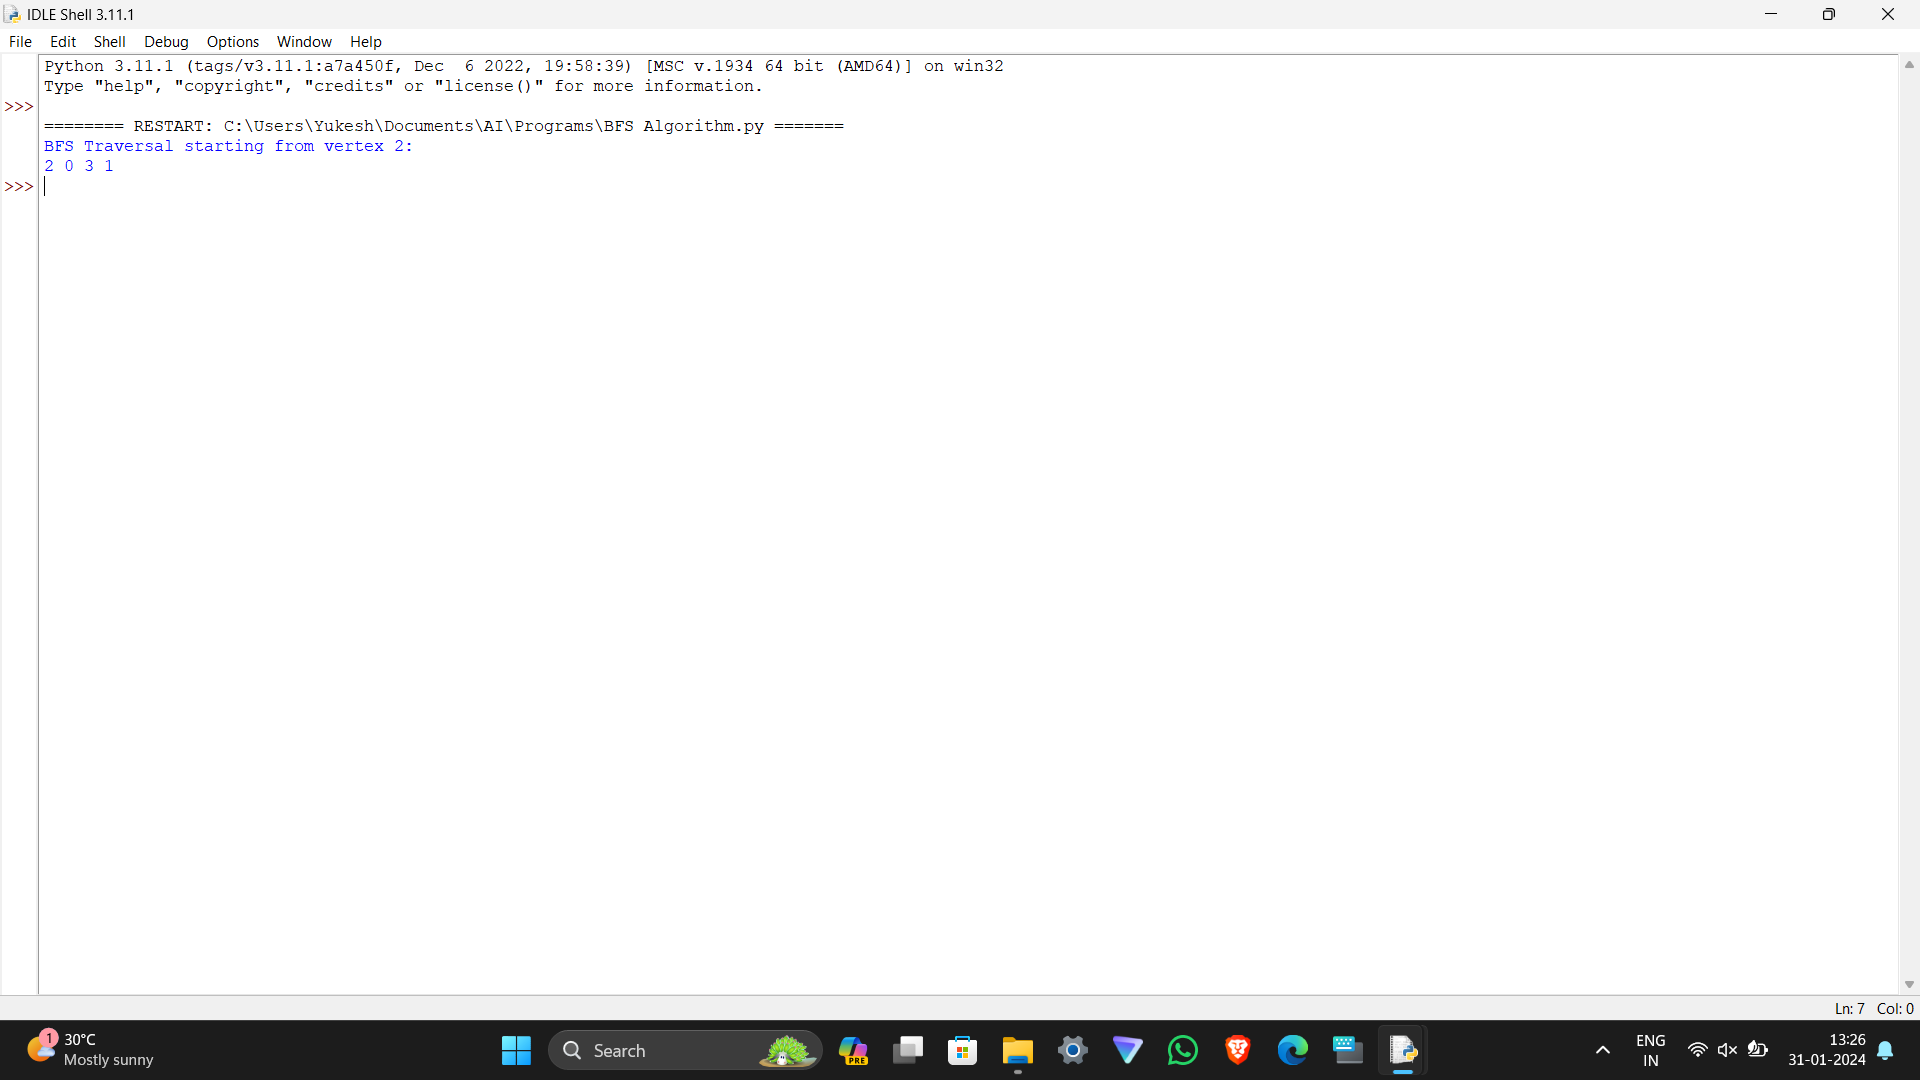 IDLE Shell 3.11.1
File Edit Shell Debug Options Window Help
Python 3.11.1 (tags/v3.11.1:a7a450f, Dec  6 2022, 19:58:39) [MSC v.1934 64 bit (AMD64)] on win32
Type "help", "copyright", "credits" or "license()" for more information.
>>>
======== RESTART: C:\Users\Yukesh\Documents\AI\Programs\BFS Algorithm.py =======
BFS Traversal starting from vertex 2:
2 0 3 1
>>>
Ln: 7 Col: 0
1 30°C
Mostly sunny
Search
PRE
ENG
IN
13:26
31-01-2024